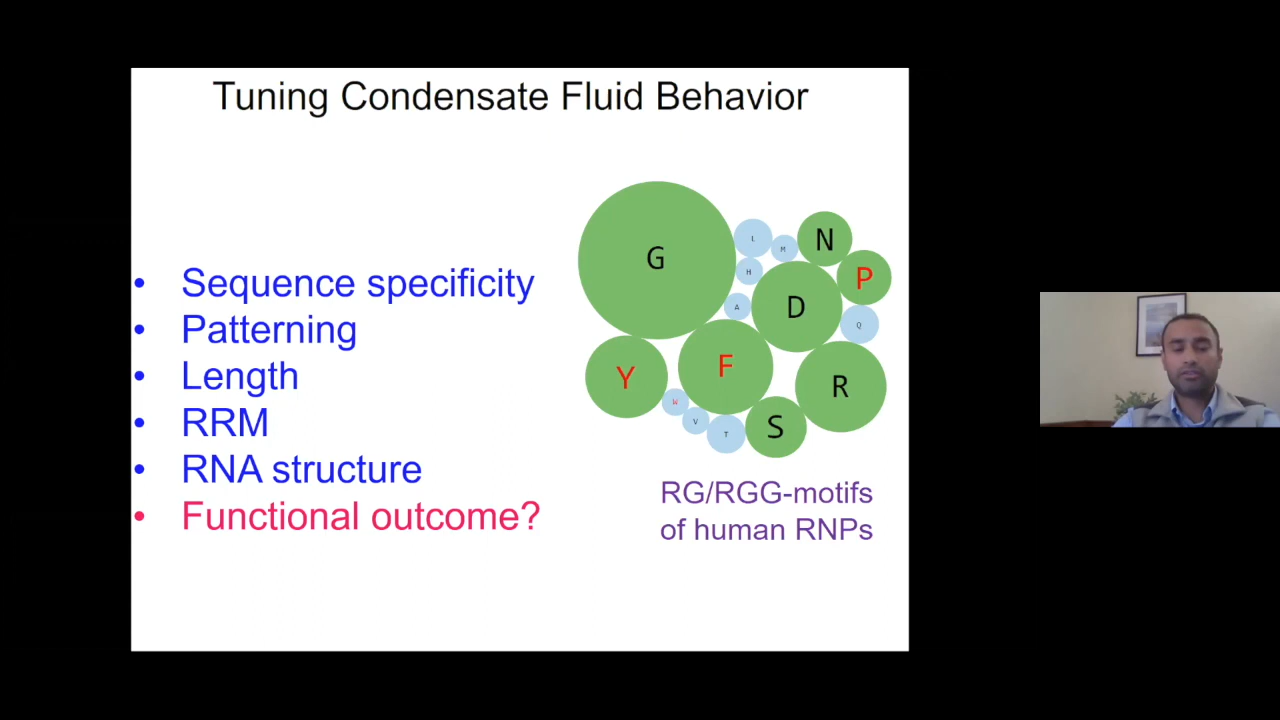 Tuning Condensate Fluid Behavior
• Sequence specificity
• Patterning
• Length
• RRM
• RNA structure
• Functional outcome?
G
N
M
H
P
A
D
Q
Y
F
R
W
V
T
S
RG/RGG-motifs
of human RNPs